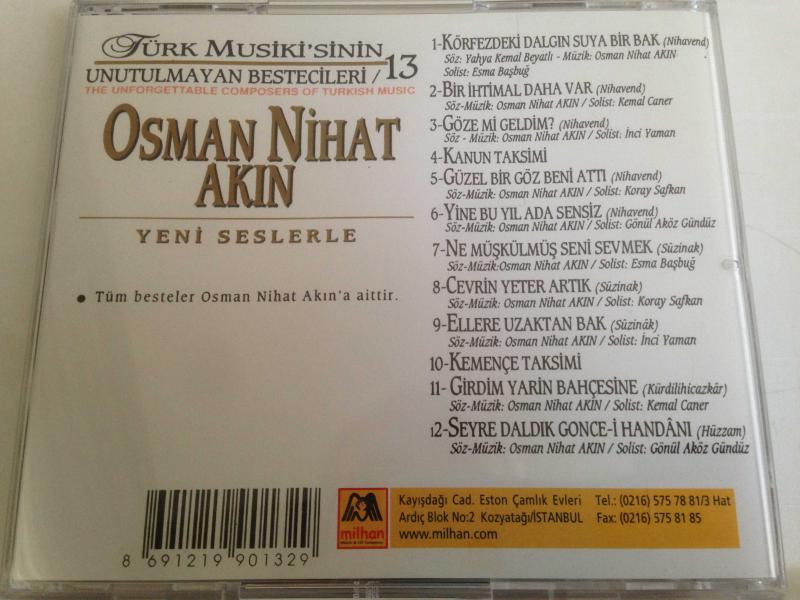 TÜRK MUSİKİ'SİNİN
UNUTULMAYAN BESTECİLERİ / 13
THE UNFORGETTABLE COMPOSERS OF TURKISH MUSIC
OSMAN NİHAT
AKIN
YENİ SESLERLE
• Tüm besteler Osman Nihat Akın'a aittir.
1-KÖRFEZDEKİ DALGIN SUYA BİR BAK (Nihavend)
Söz: Yahya Kemal Beyatlı - Müzik: Osman Nihat AKIN
Solist: Esma Başbuğ
2-BİR İHTİMAL DAHA VAR (Nihavend)
Söz-Müzik: Osman Nihat AKIN / Solist: Kemal Caner
3-GÖZE Mİ GELDİM? (Nihavend)
Söz - Müzik: Osman Nihat AKIN / Solist: İnci Yaman
4-KANUN TAKSİMİ
5-GÜZEL BİR GÖZ BENİ ATTI (Nihavend)
Söz-Müzik: Osman Nihat AKIN / Solist: Koray Safkan
6-YİNE BU YIL ADA SENSİZ (Nihavend)
Söz-Müzik: Osman Nihat AKIN / Solist: Gönül Aköz Gündüz
7-NE MÜŞKÜLMÜŞ SENİ SEVMEK (Sûzinak)
Söz-Müzik:Osman Nihat AKIN / Solist: Esma Başbuğ
8-CEVRİN YETER ARTIK (Sûzinak)
Söz-Müzik: Osman Nihat AKIN / Solist: Koray Safkan
9-ELLERE UZAKTAN BAK (Sûzinâk)
Söz-Müzik: Osman Nihat AKIN / Solist: İnci Yaman
10-KEMENÇE TAKSİMİ
11- GİRDİM YARİN BAHÇESİNE (Kürdilihicazkâr)
Söz-Müzik: Osman Nihat AKIN / Solist: Kemal Caner
12-SEYRE DALDIK GONCE-İ HANDÂNI (Hüzzam)
Söz-Müzik: Osman Nihat AKIN / Solist: Gönül Aköz Gündüz
8 691219 901329
milhan
Kayışdağı Cad. Eston Çamlık Evleri Tel.: (0216) 575 78 81/3 Hat
Ardıç Blok No:2 Kozyatağı/İSTANBUL Fax: (0216) 575 81 85
www.milhan.com